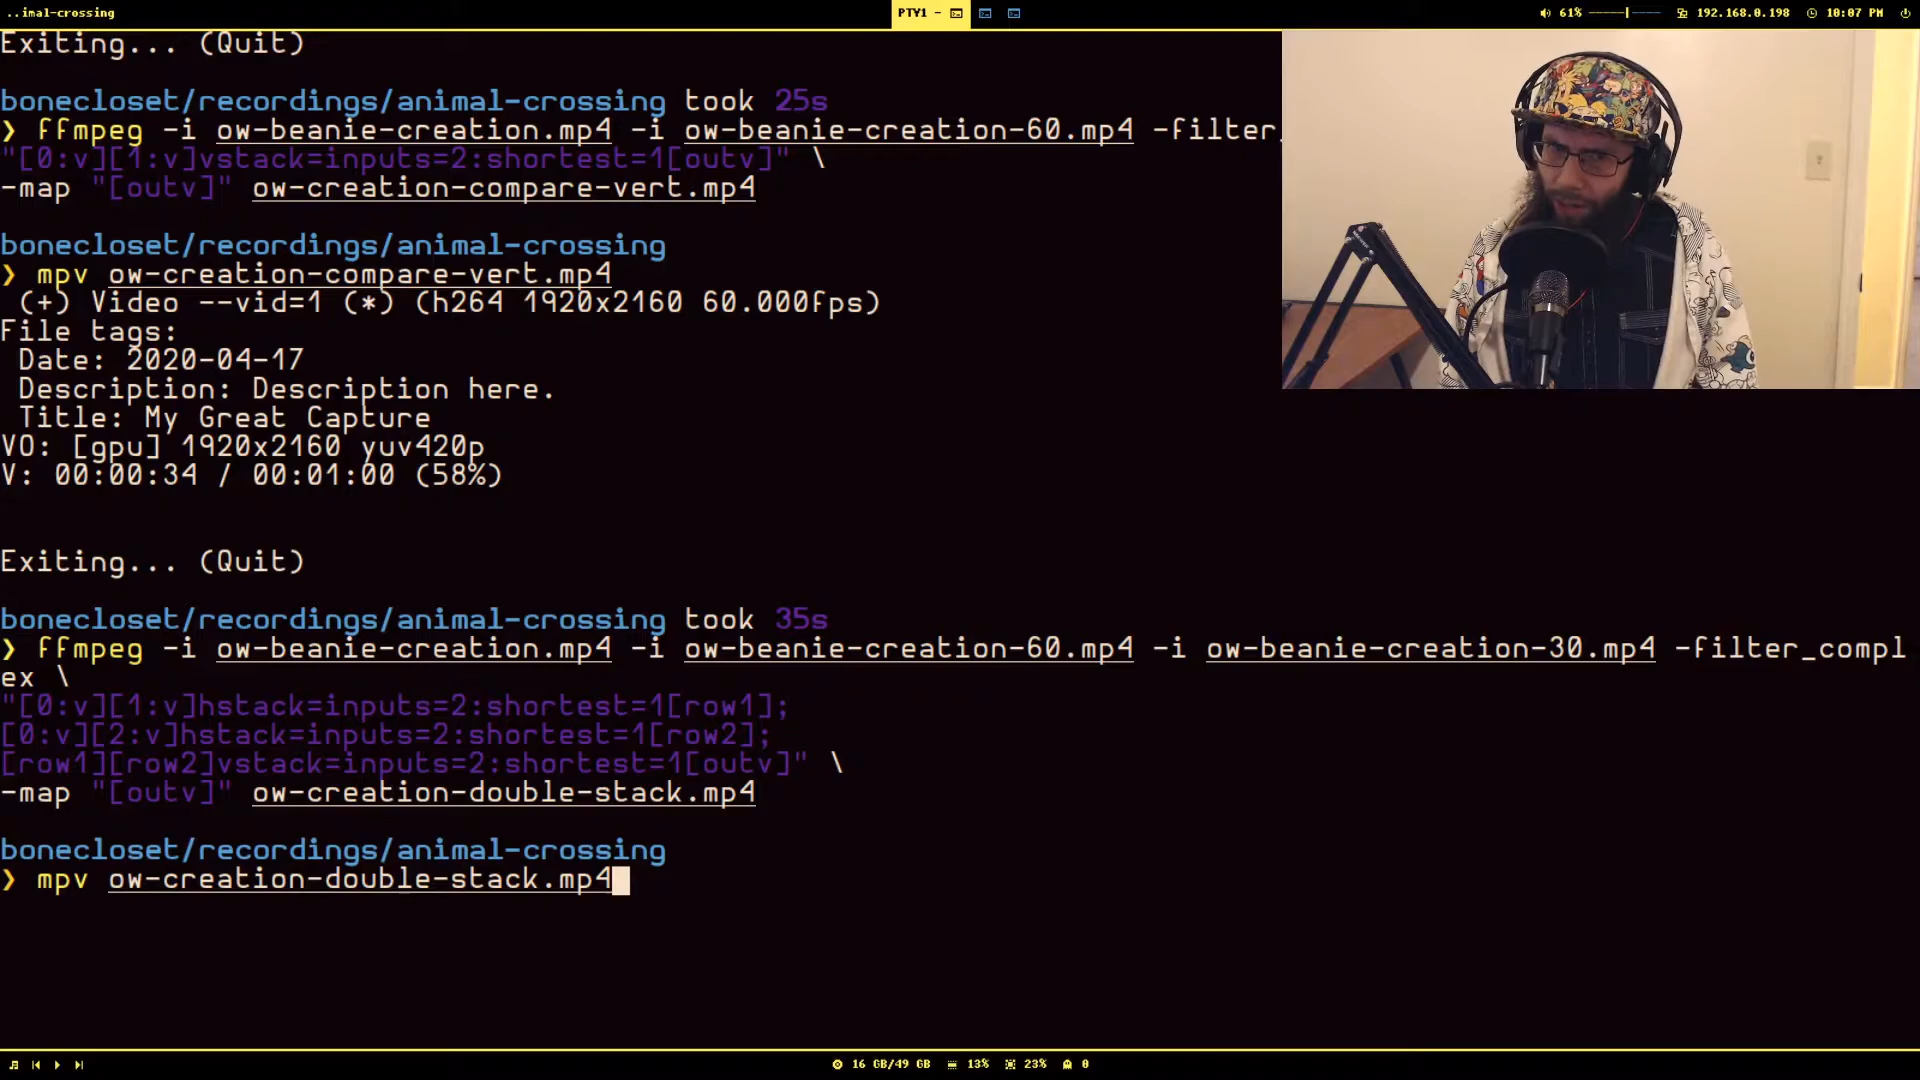 ..imal-crossing
PTY1 -
61%
192.168.0.198
10:07 PM
Exiting... (Quit)
bonecloset/recordings/animal-crossing took 25s
❯ ffmpeg -i ow-beanie-creation.mp4 -i ow-beanie-creation-60.mp4 -filter_
"[0:v][1:v]vstack=inputs=2:shortest=1[outv]" \
-map "[outv]" ow-creation-compare-vert.mp4
bonecloset/recordings/animal-crossing
❯ mpv ow-creation-compare-vert.mp4
(+) Video --vid=1 (*) (h264 1920x2160 60.000fps)
File tags:
Date: 2020-04-17
Description: Description here.
Title: My Great Capture
VO: [gpu] 1920x2160 yuv420p
V: 00:00:34 / 00:01:00 (58%)
Exiting... (Quit)
bonecloset/recordings/animal-crossing took 35s
❯ ffmpeg -i ow-beanie-creation.mp4 -i ow-beanie-creation-60.mp4 -i ow-beanie-creation-30.mp4 -filter_compl
ex \
"[0:v][1:v]hstack=inputs=2:shortest=1[row1];
[0:v][2:v]hstack=inputs=2:shortest=1[row2];
[row1][row2]vstack=inputs=2:shortest=1[outv]" \
-map "[outv]" ow-creation-double-stack.mp4
bonecloset/recordings/animal-crossing
❯ mpv ow-creation-double-stack.mp4
16 GB/49 GB
13%
23%
0